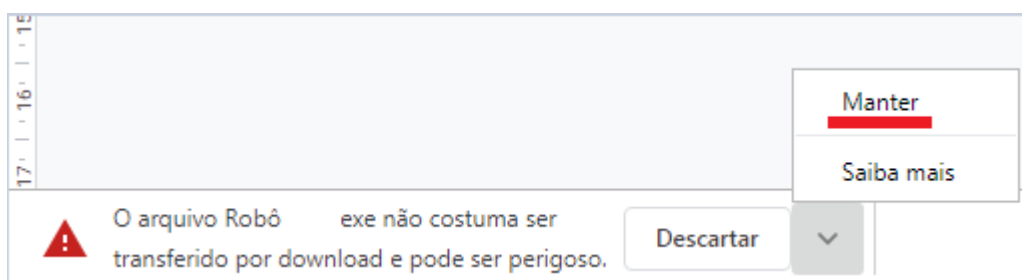 15
16
17
Manter
Saiba mais
O arquivo Robô exe não costuma ser
transferido por download e pode ser perigoso.
Descartar